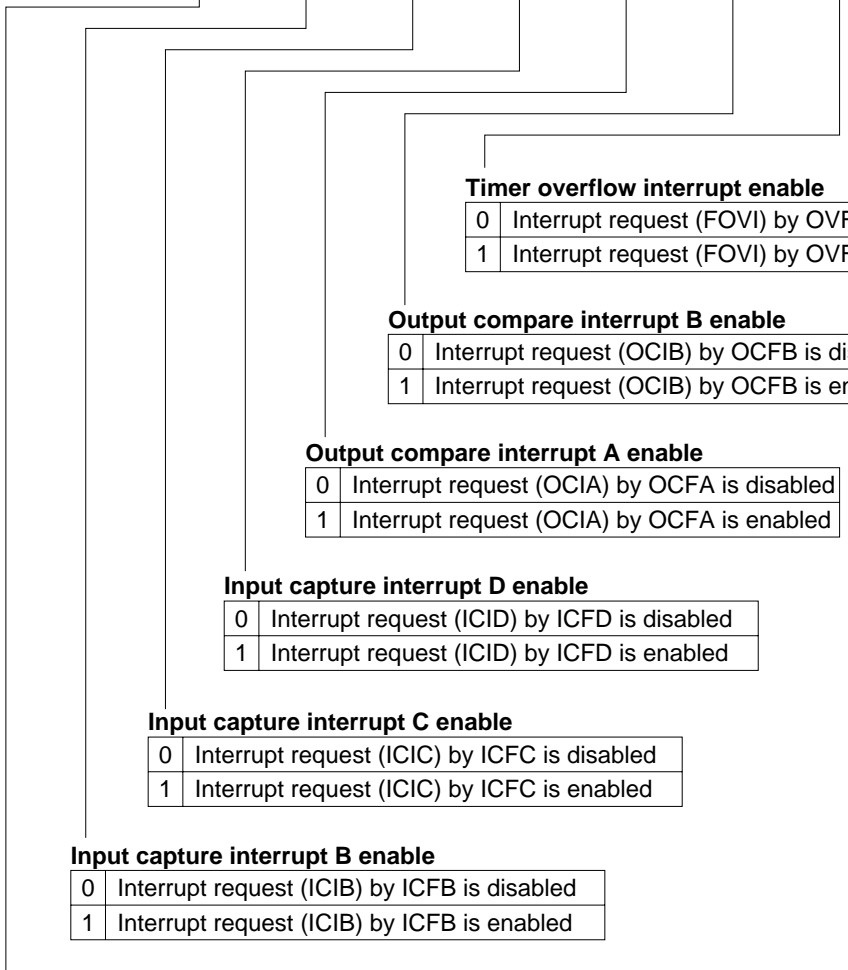 Timer overflow interrupt enable
0 Interrupt request (FOVI) by
1 Interrupt request (FOVI) by
Output compare interrupt B enable
0 Interrupt request (OCIB) by OCFB is
1 Interrupt request (OCIB) by OCFB is
Output compare interrupt A enable
0 Interrupt request (OCIA) by OCFA is disabled
1 Interrupt request (OCIA) by OCFA is enabled
Input capture interrupt D enable
0 Interrupt request (ICID) by ICFD is disabled
1 Interrupt request (ICID) by ICFD is enabled
Input capture interrupt C enable
0 Interrupt request (ICIC) by ICFC is disabled
1 Interrupt request (ICIC) by ICFC is enabled
Input capture interrupt B enable
0 Interrupt request (ICIB) by ICFB is disabled
1 Interrupt request (ICIB) by ICFB is enabled